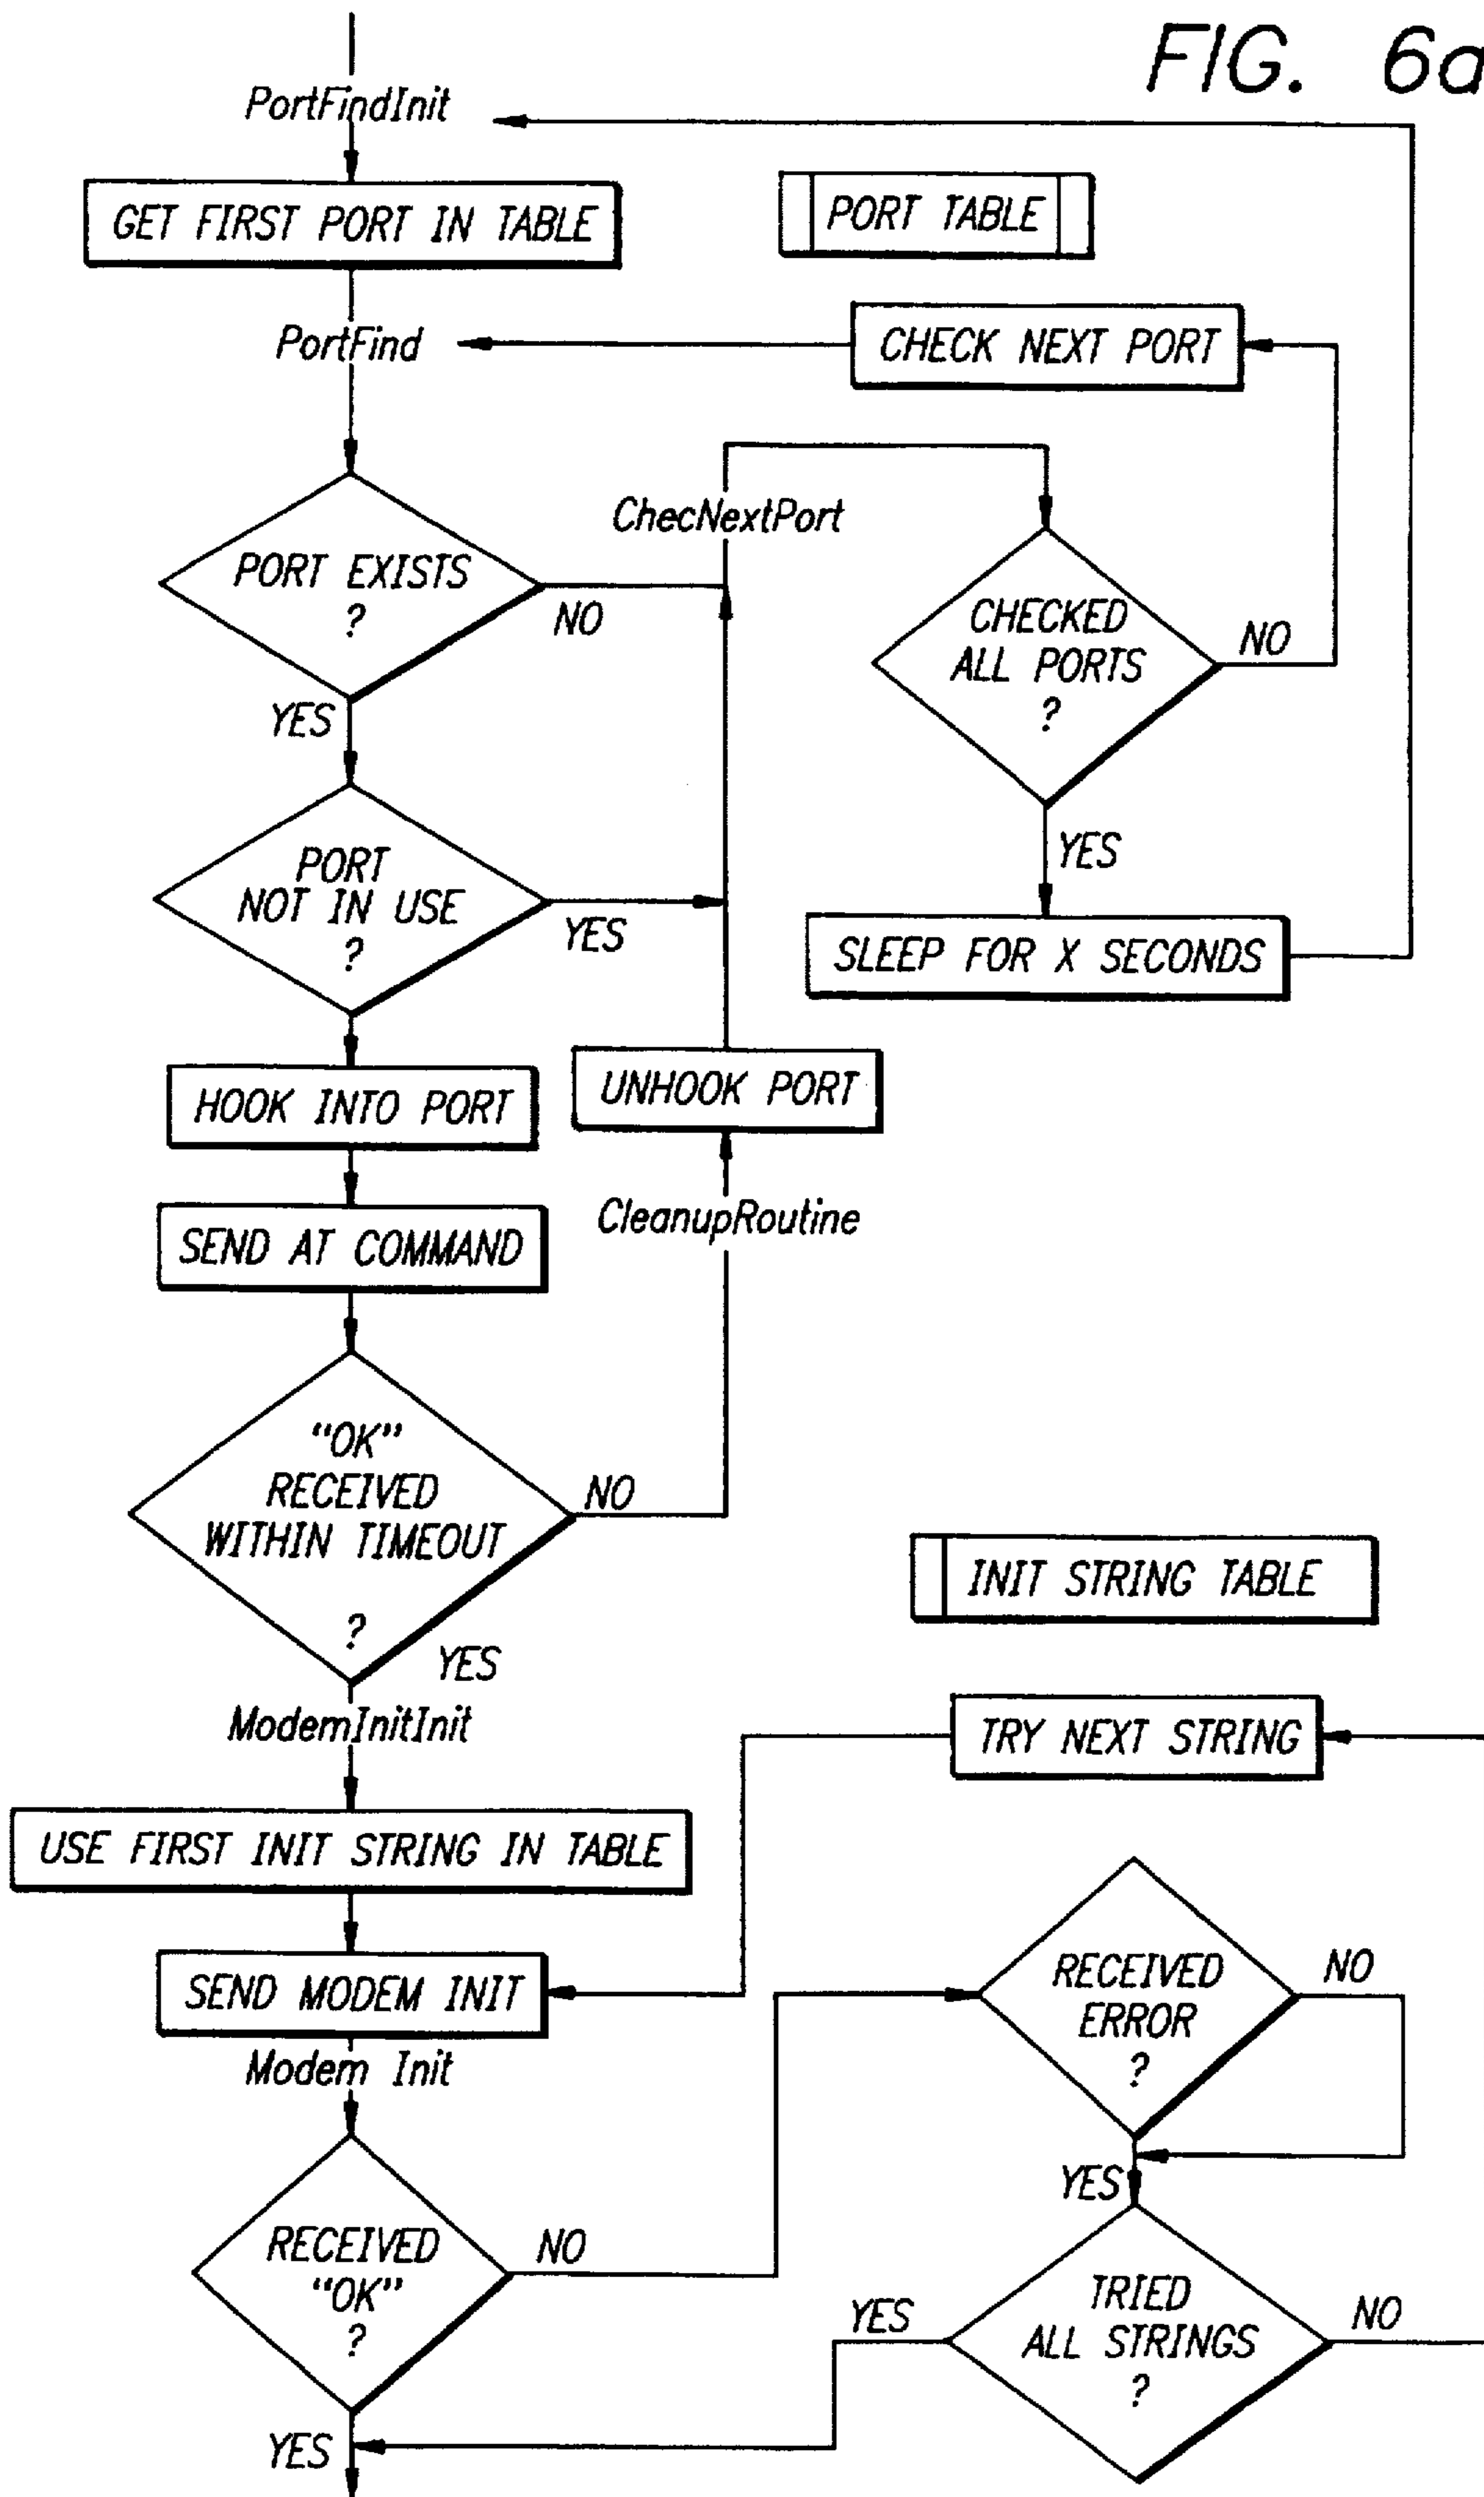 FIG. 6a
PortFindInit
GET FIRST PORT IN TABLE
PORT TABLE
PortFind
CHECK NEXT PORT
ChecNextPort
PORT EXISTS
?
NO
YES
CHECKED
ALL PORTS
?
NO
YES
PORT
NOT IN USE
?
YES
SLEEP FOR X SECONDS
HOOK INTO PORT
UNHOOK PORT
SEND AT COMMAND
CleanupRoutine
"OK"
RECEIVED
WITHIN TIMEOUT
?
NO
YES
INIT STRING TABLE
ModemInitInit
TRY NEXT STRING
USE FIRST INIT STRING IN TABLE
SEND MODEM INIT
RECEIVED
ERROR
?
NO
YES
Modem Init
RECEIVED
"OK"
?
NO
YES
TRIED
ALL STRINGS
?
YES
NO